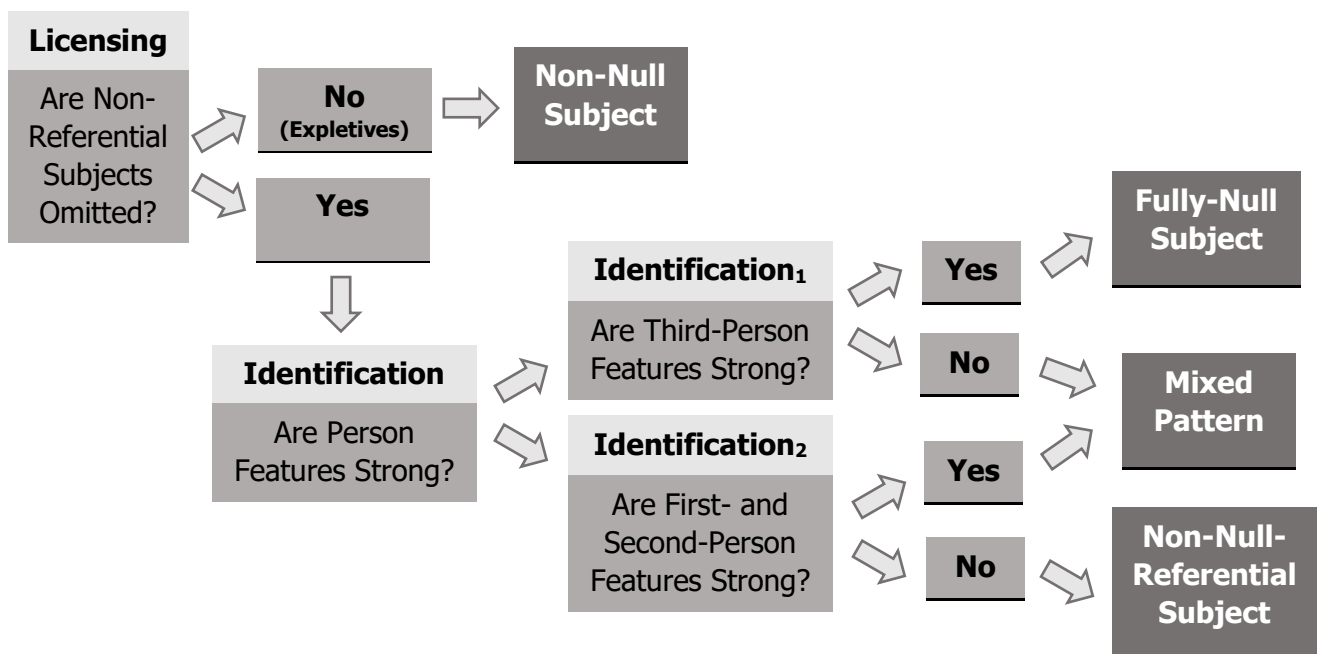 Licensing
Are Non-
Referential
Subjects
Omitted?
No
(Expletives)
Non-Null
Subject
Yes
Identification
Are Person
Features Strong?
Identification₁
Are Third-Person
Features Strong?
Yes
Fully-Null
Subject
No
Mixed
Pattern
Identification₂
Are First- and
Second-Person
Features Strong?
Yes
No
Non-Null-
Referential
Subject